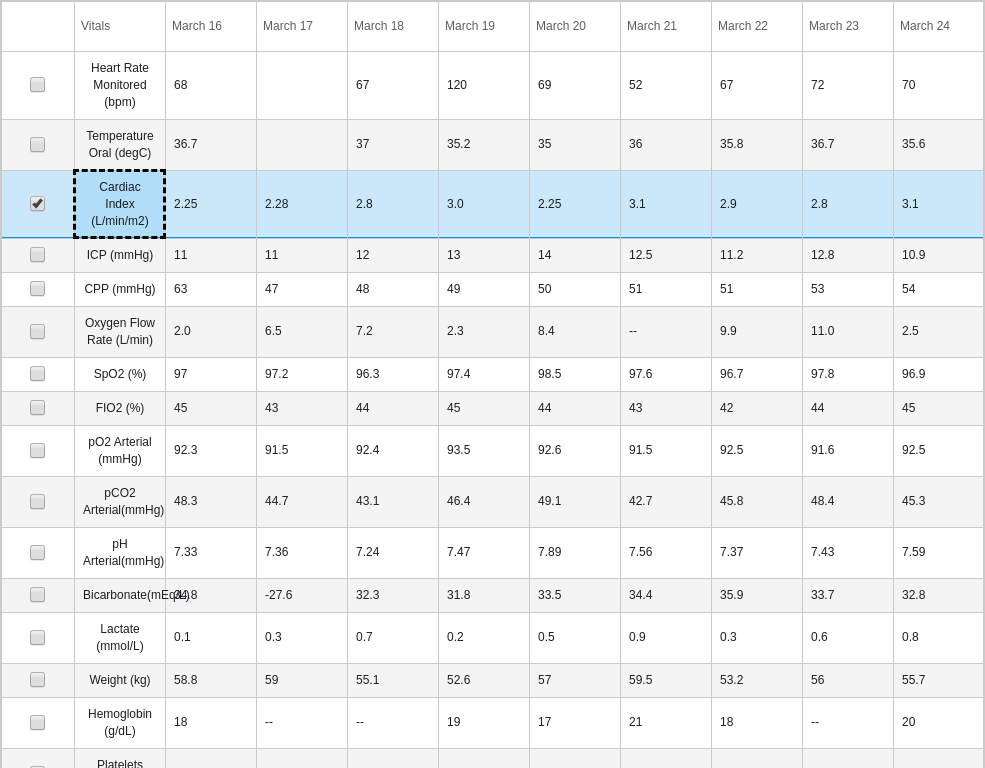 Vitals March 16 March 17 March 18 March 19 March 20 March 21 March 22 March 23 March 24
Heart Rate
Monitored
(bpm)
68 67 120 69 52 67 72 70
Temperature
Oral (degC)
36.7 37 35.2 35 36 35.8 36.7 35.6
Cardiac
Index
(L/min/m2)
2.25 2.28 2.8 3.0 2.25 3.1 2.9 2.8 3.1
ICP (mmHg) 11 11 12 13 14 12.5 11.2 12.8 10.9
CPP (mmHg) 63 47 48 49 50 51 51 53 54
Oxygen Flow
Rate (L/min)
2.0 6.5 7.2 2.3 8.4 -- 9.9 11.0 2.5
SpO2 (%) 97 97.2 96.3 97.4 98.5 97.6 96.7 97.8 96.9
FIO2 (%) 45 43 44 45 44 43 42 44 45
pO2 Arterial
(mmHg)
92.3 91.5 92.4 93.5 92.6 91.5 92.5 91.6 92.5
pCO2
Arterial(mmHg)
48.3 44.7 43.1 46.4 49.1 42.7 45.8 48.4 45.3
pH
Arterial(mmHg)
7.33 7.36 7.24 7.47 7.89 7.56 7.37 7.43 7.59
Bicarbonate(mEq/L) -27.6 32.3 31.8 33.5 34.4 35.9 33.7 32.8
Lactate
(mmol/L)
0.1 0.3 0.7 0.2 0.5 0.9 0.3 0.6 0.8
Weight (kg) 58.8 59 55.1 52.6 57 59.5 53.2 56 55.7
Hemoglobin
(g/dL)
18 -- -- 19 17 21 18 -- 20
Platelets